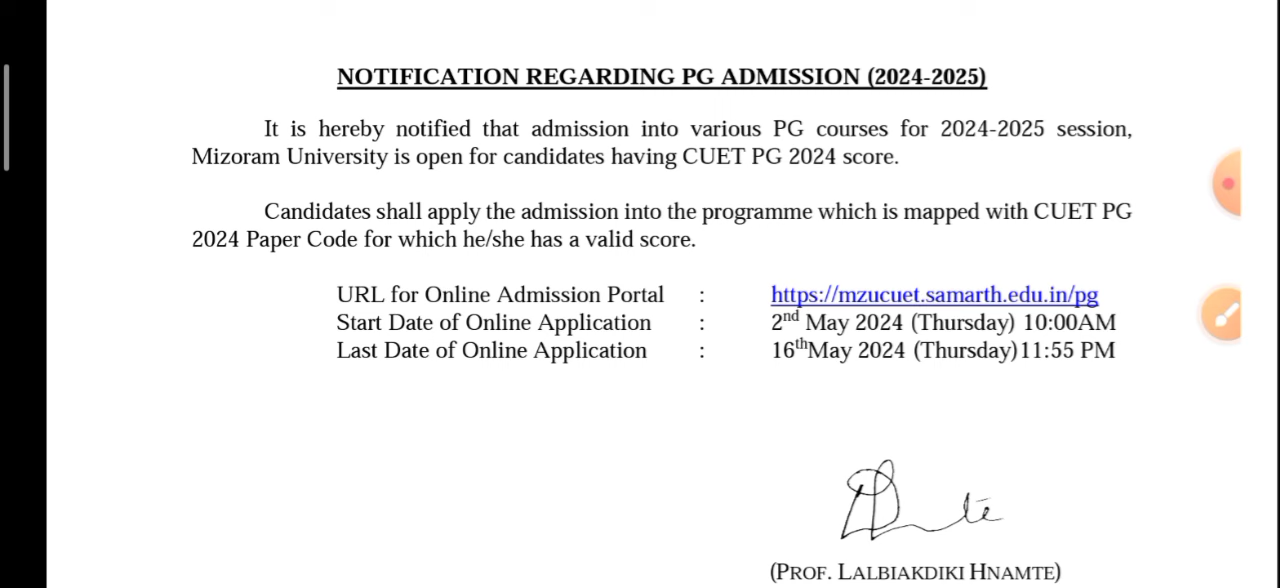 NOTIFICATION REGARDING PG ADMISSION (2024-2025)
It is hereby notified that admission into various PG courses for 2024-2025 session,
Mizoram University is open for candidates having CUET PG 2024 score.
Candidates shall apply the admission into the programme which is mapped with CUET PG
2024 Paper Code for which he/she has a valid score.
URL for Online Admission Portal : https://mzucuet.samarth.edu.in/pg
Start Date of Online Application : 2nd May 2024 (Thursday) 10:00AM
Last Date of Online Application : 16thMay 2024 (Thursday)11:55 PM
(PROF. LALBIAKDIKI HNAMTE)